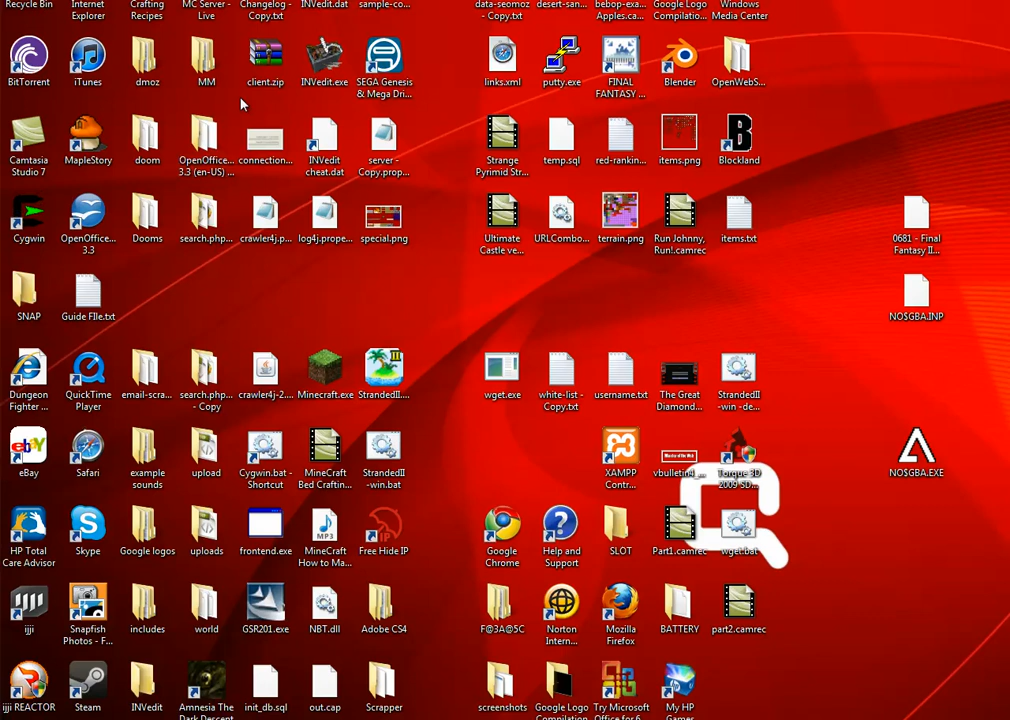 Recycle Bin
Internet
Explorer
Crafting
Recipes
MC Server -
Live
Changelog -
Copy.txt
INVedit.dat
sample-co...
data-seomoz
- Copy.txt
desert-san...
bebop-exa...
Apples.ca...
Google Logo
Compilatio...
Windows
Media Center
BitTorrent
iTunes
dmoz
MM
client.zip
INVedit.exe
SEGA Genesis
& Mega Dri...
links.xml
putty.exe
FINAL
FANTASY ...
Blender
OpenWebS...
Camtasia
Studio 7
MapleStory
doom
OpenOffice...
3.3 (en-US) ...
connection...
INVedit
cheat.dat
server -
Copy.prop...
Strange
Pyrimid Str...
temp.sql
red-rankin...
items.png
Blockland
Cygwin
OpenOffice...
3.3
Dooms
search.php...
crawler4j.p...
log4j.prope...
special.png
Ultimate
Castle ve...
URLCombo...
terrain.png
Run Johnny,
Run!.camrec
items.txt
0681 - Final
Fantasy II...
SNAP
Guide FIle.txt
NO$GBA.INP
Dungeon
Fighter ...
QuickTime
Player
email-scra...
search.php...
- Copy
crawler4j-2....
Minecraft.exe
StrandedII....
wget.exe
white-list -
Copy.txt
username.txt
The Great
Diamond...
StrandedII
-win -de...
eBay
Safari
example
sounds
upload
Cygwin.bat -
Shortcut
MineCraft
Bed Craftin...
StrandedII
-win.bat
XAMPP
Contr...
vbulletin4_...
Torque 3D
2009 SD...
NO$GBA.EXE
HP Total
Care Advisor
Skype
Google logos
uploads
frontend.exe
MineCraft
How to Ma...
Free Hide IP
Google
Chrome
Help and
Support
SLOT
Part1.camrec
wget.bat
ijji
Snapfish
Photos - F...
includes
world
GSR201.exe
NBT.dll
Adobe CS4
F@3A@5C
Norton
Intern...
Mozilla
Firefox
BATTERY
part2.camrec
ijji REACTOR
Steam
INVedit
Amnesia The
Dark Descent
init_db.sql
out.cap
Scrapper
screenshots
Google Logo
Compilation
Try Microsoft
Office for 6...
My HP
Games